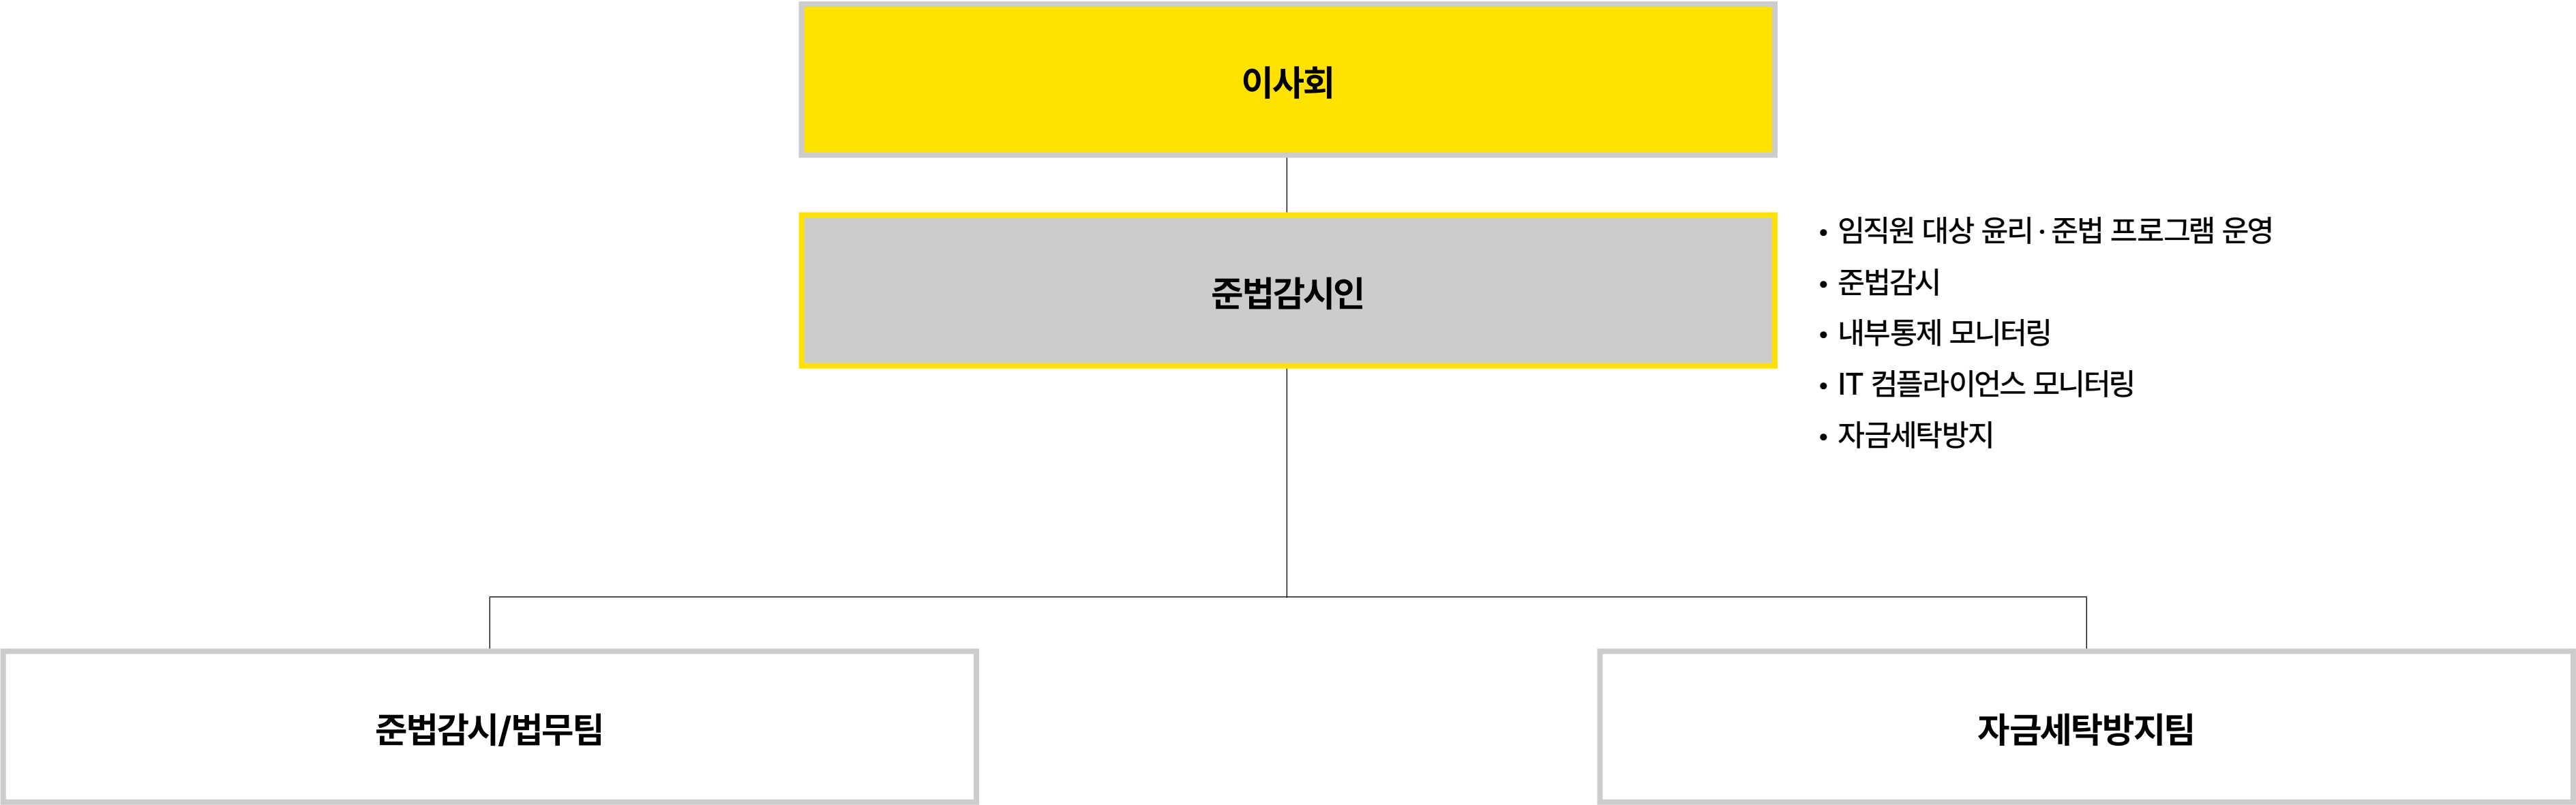 이사회
준법감시인
• 임직원 대상 윤리 · 준법 프로그램 운영
• 준법감시
• 내부통제 모니터링
• IT 컴플라이언스 모니터링
• 자금세탁방지
준법감시/법무팀
자금세탁방지팀